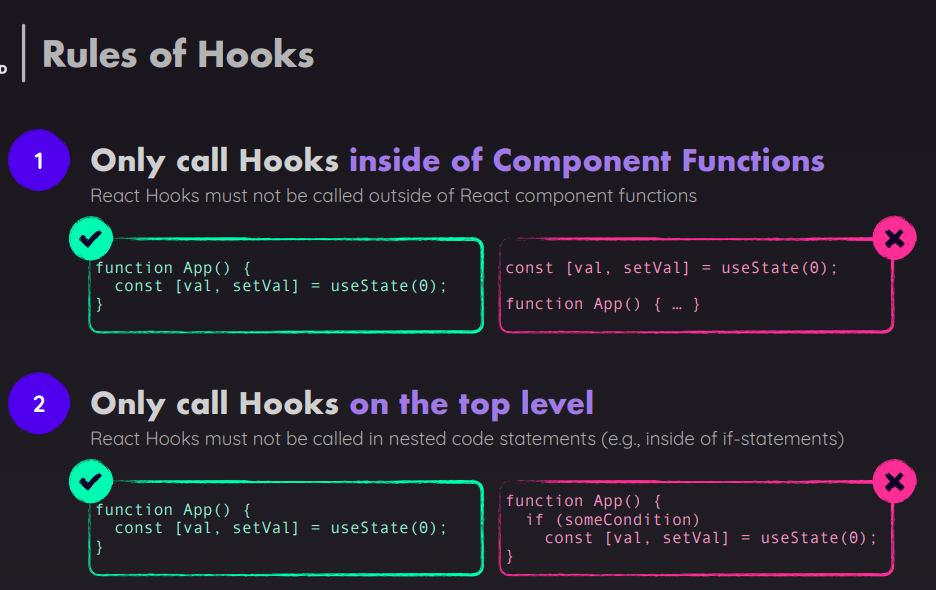 D
Rules of Hooks
1
Only call Hooks inside of Component Functions
React Hooks must not be called outside of React component functions
function App() {
  const [val, setVal] = useState(0);
}
const [val, setVal] = useState(0);
function App() { … }
2
Only call Hooks on the top level
React Hooks must not be called in nested code statements (e.g., inside of if-statements)
function App() {
  const [val, setVal] = useState(0);
}
function App() {
  if (someCondition)
    const [val, setVal] = useState(0);
}